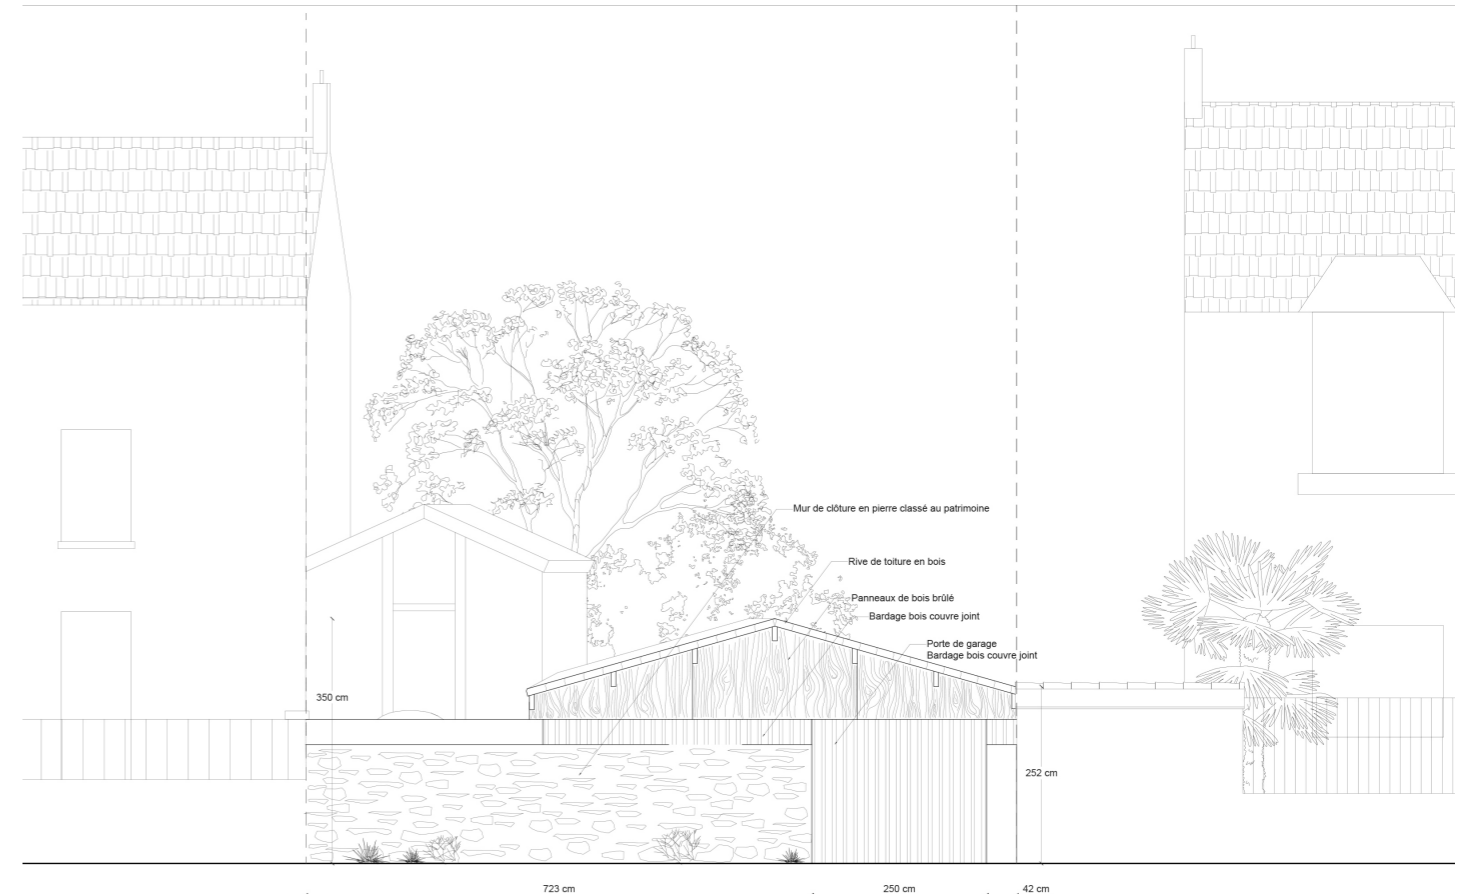 Mur de clôture en pierre classé au patrimoine
Rive de toiture en bois
Panneaux de bois brûlé
Bardage bois couvre joint
Porte de garage
Bardage bois couvre joint
350 cm
252 cm
723 cm
250 cm
42 cm